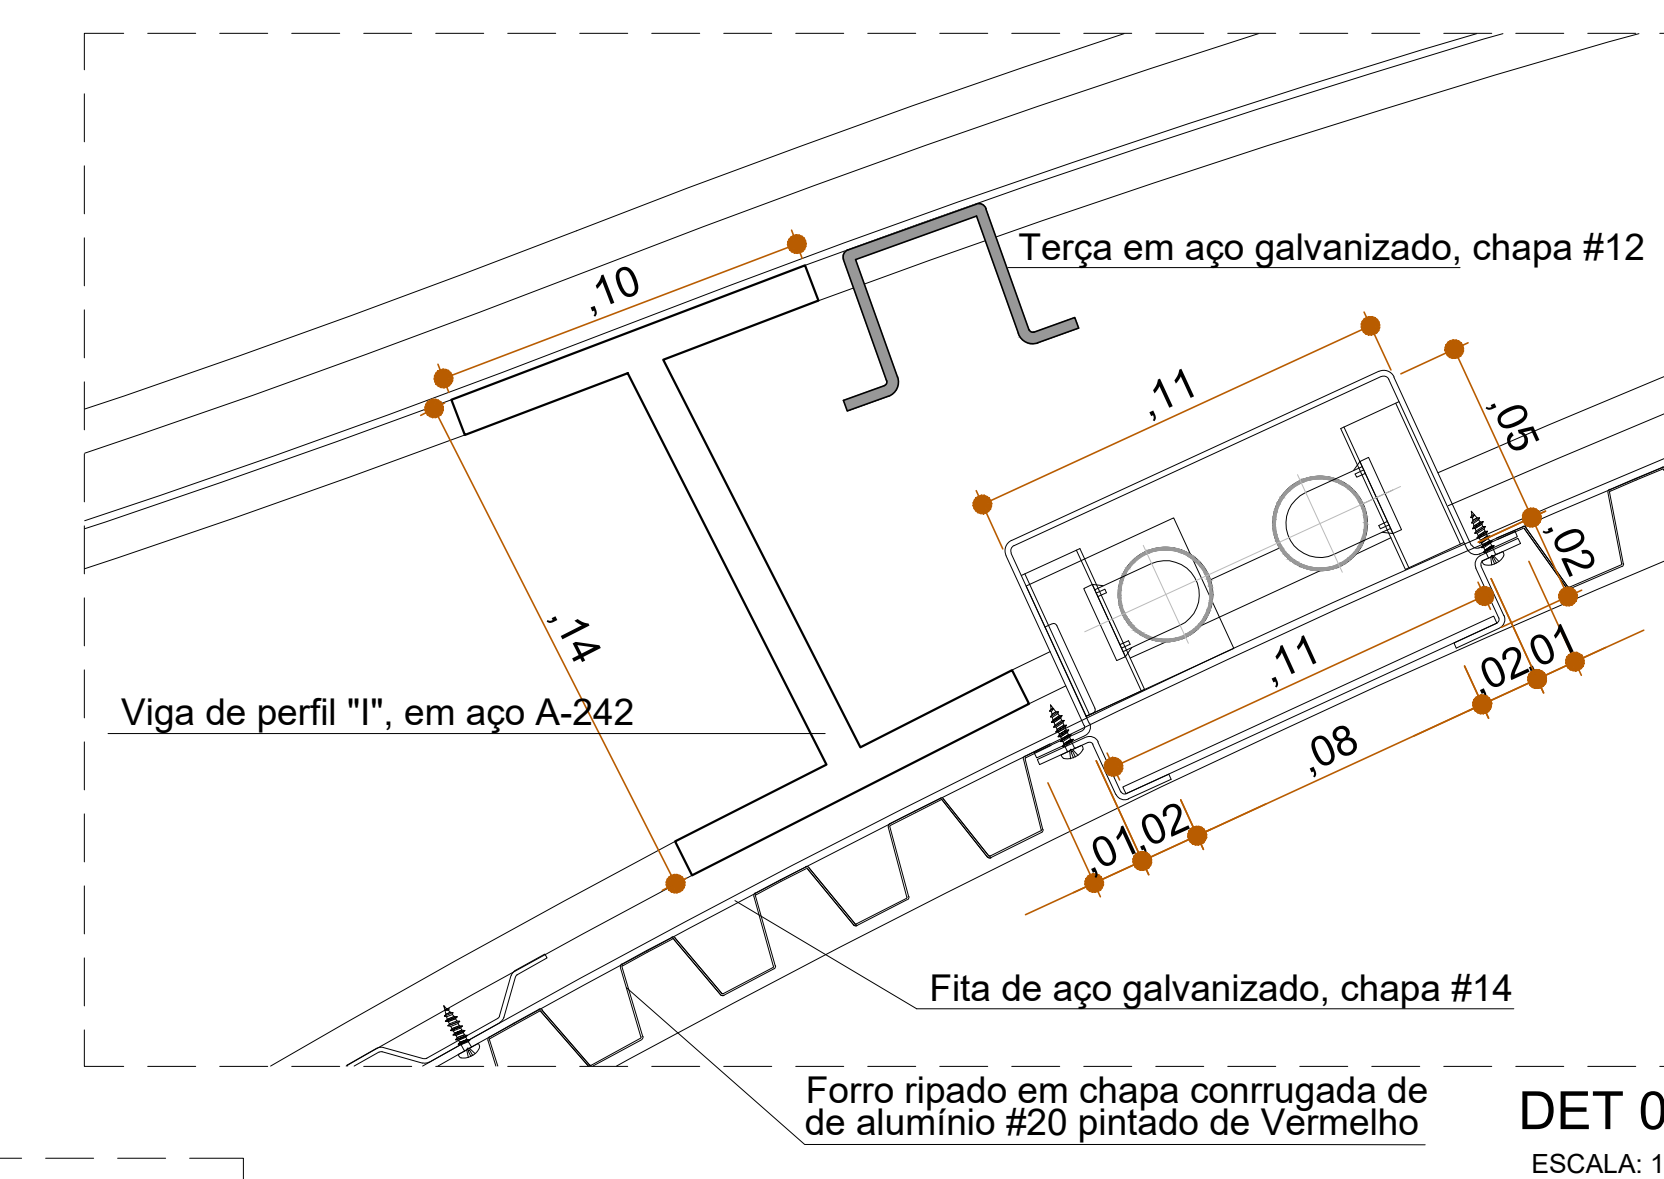 ,10
Terça em aço galvanizado, chapa #12
,11
,05
,02
,14
,11
,02
,01
Viga de perfil "I", em aço A-242
,08
,01
,02
Fita de aço galvanizado, chapa #14
Forro ripado em chapa conrrugada de
de alumínio #20 pintado de Vermelho
DET 0
ESCALA: 1